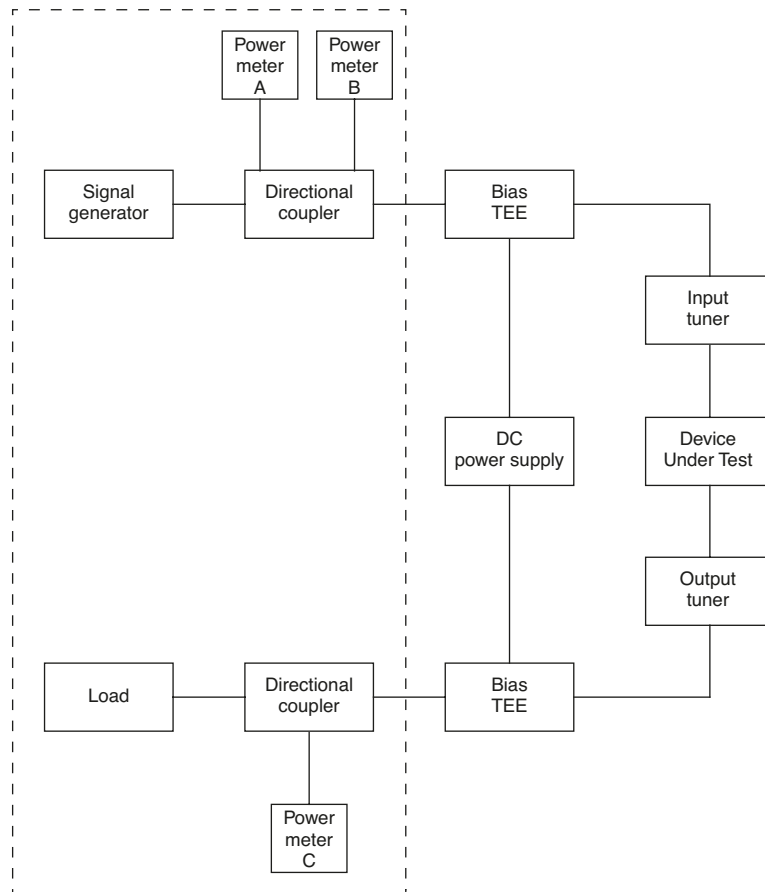 Power
meter
A
Power
meter
B
Signal
generator
Directional
coupler
Bias
TEE
Input
tuner
DC
power supply
Device
Under Test
Output
tuner
Load
Directional
coupler
Bias
TEE
Power
meter
C